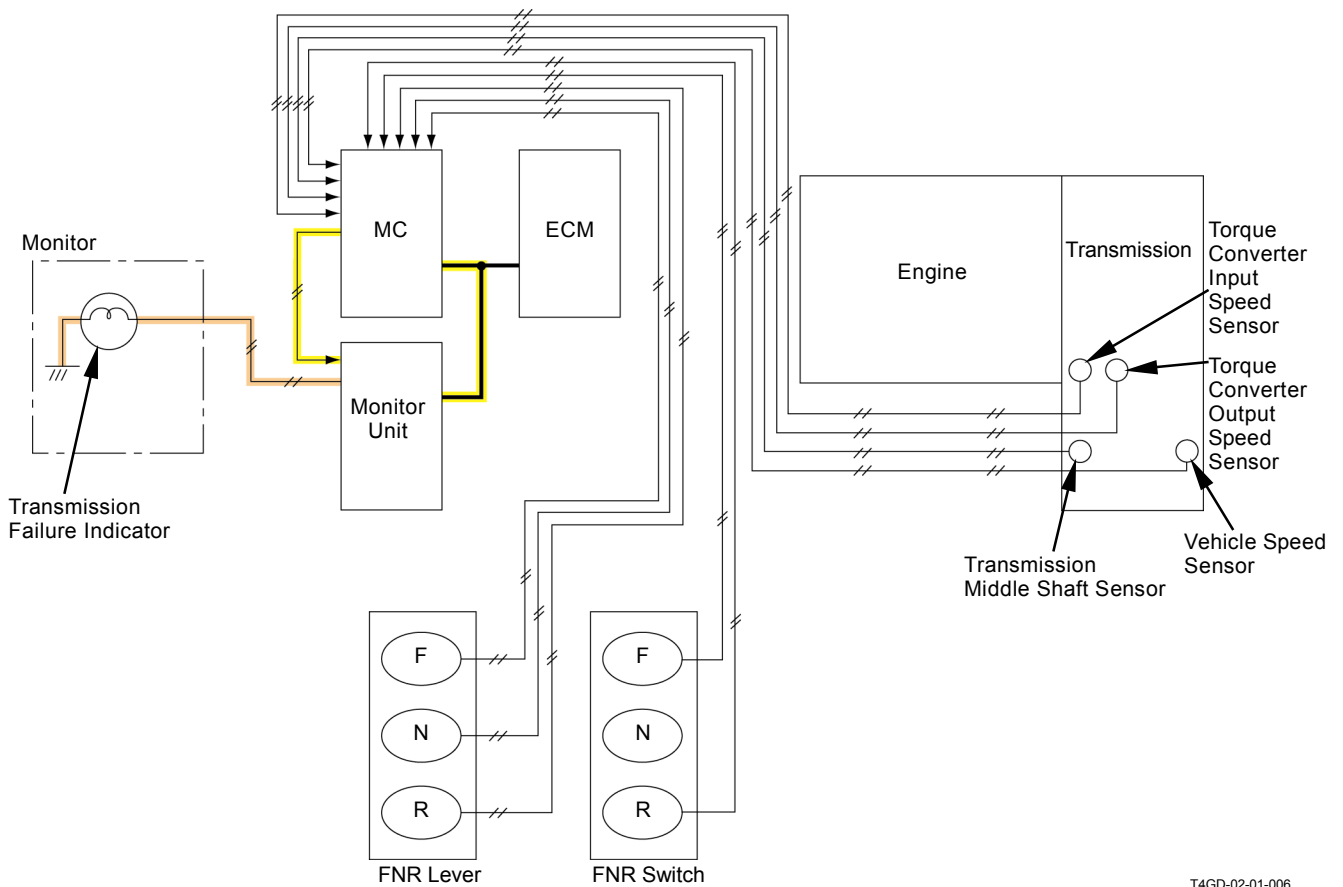 Monitor
Transmission
Failure Indicator
MC
ECM
Monitor
Unit
Engine
Transmission
Torque
Converter
Input
Speed
Sensor
Torque
Converter
Output
Speed
Sensor
Transmission
Middle Shaft Sensor
Vehicle Speed
Sensor
F
N
R
FNR Lever
F
N
R
FNR Switch
T4GD-02-01-006